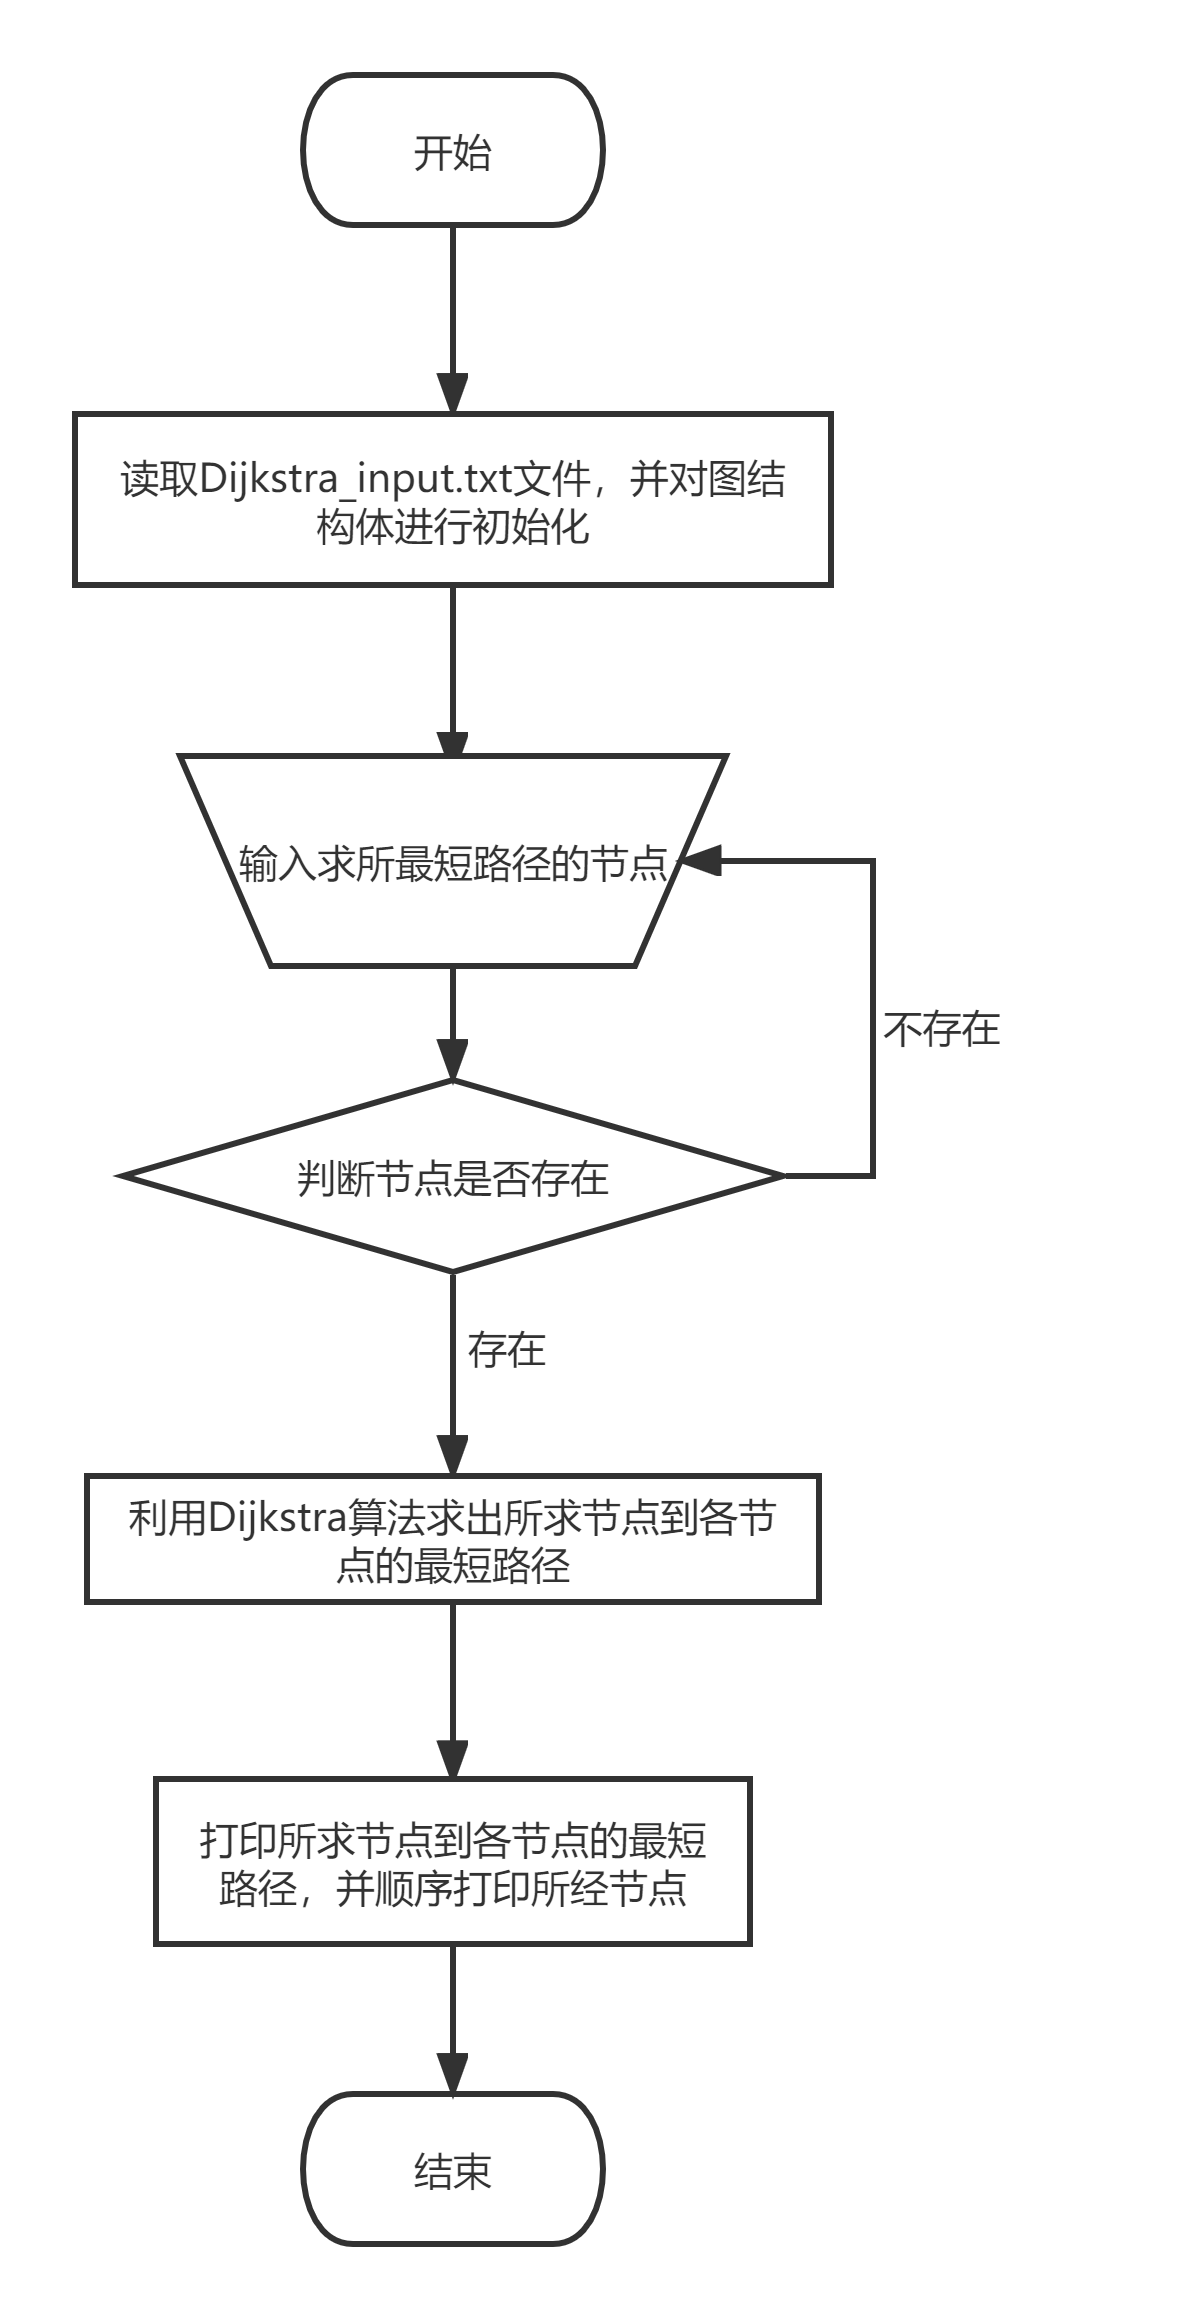 开始
读取Dijkstra_input.txt文件，并对图结
构体进行初始化
输入求所最短路径的节点
不存在
判断节点是否存在
存在
利用Dijkstra算法求出所求节点到各节
点的最短路径
打印所求节点到各节点的最短
路径，并顺序打印所经节点
结束